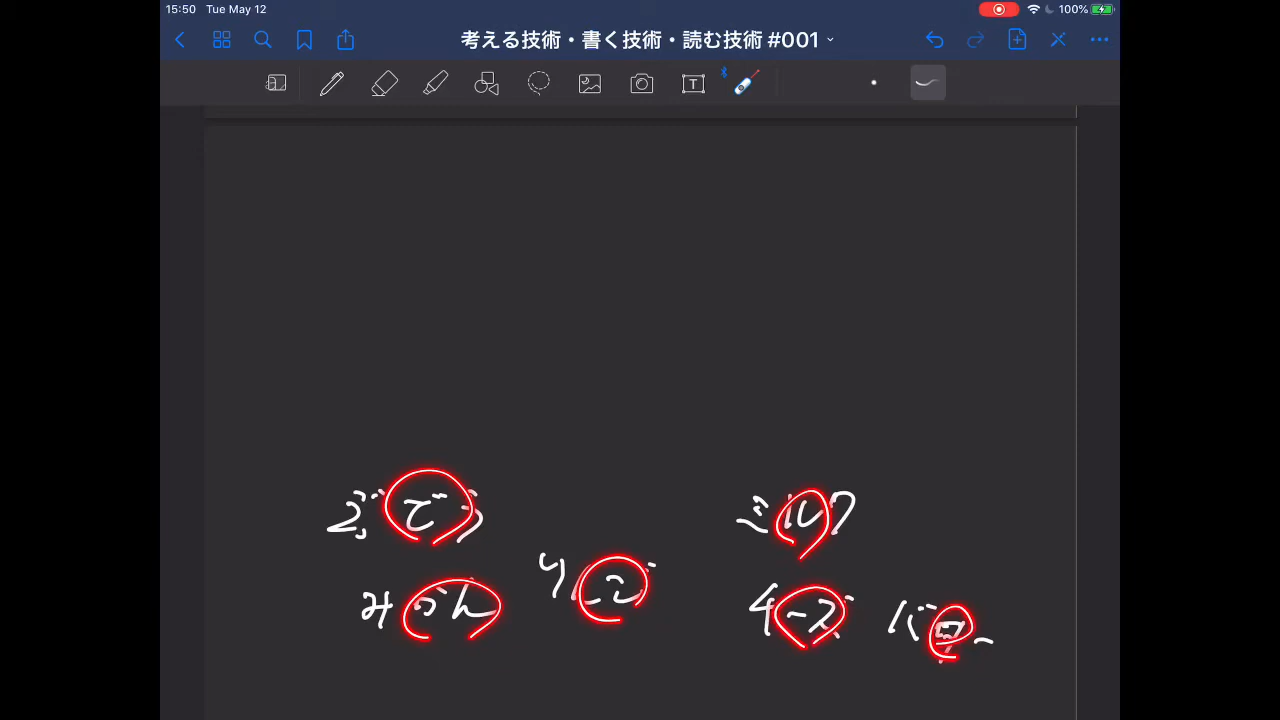 15:50 Tue May 12 100%
考える技術・書く技術・読む技術 #001
T
ぶどう
みかん
りんご
ミルク
チーズ
バター